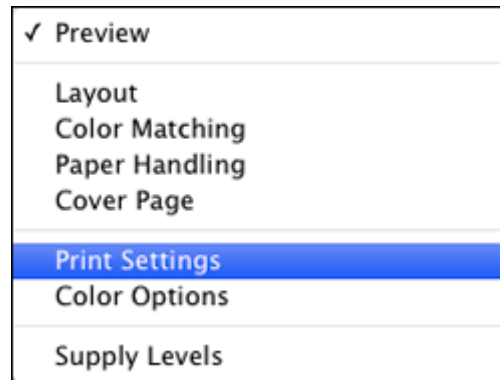 ✓ Preview
Layout
Color Matching
Paper Handling
Cover Page
Print Settings
Color Options
Supply Levels